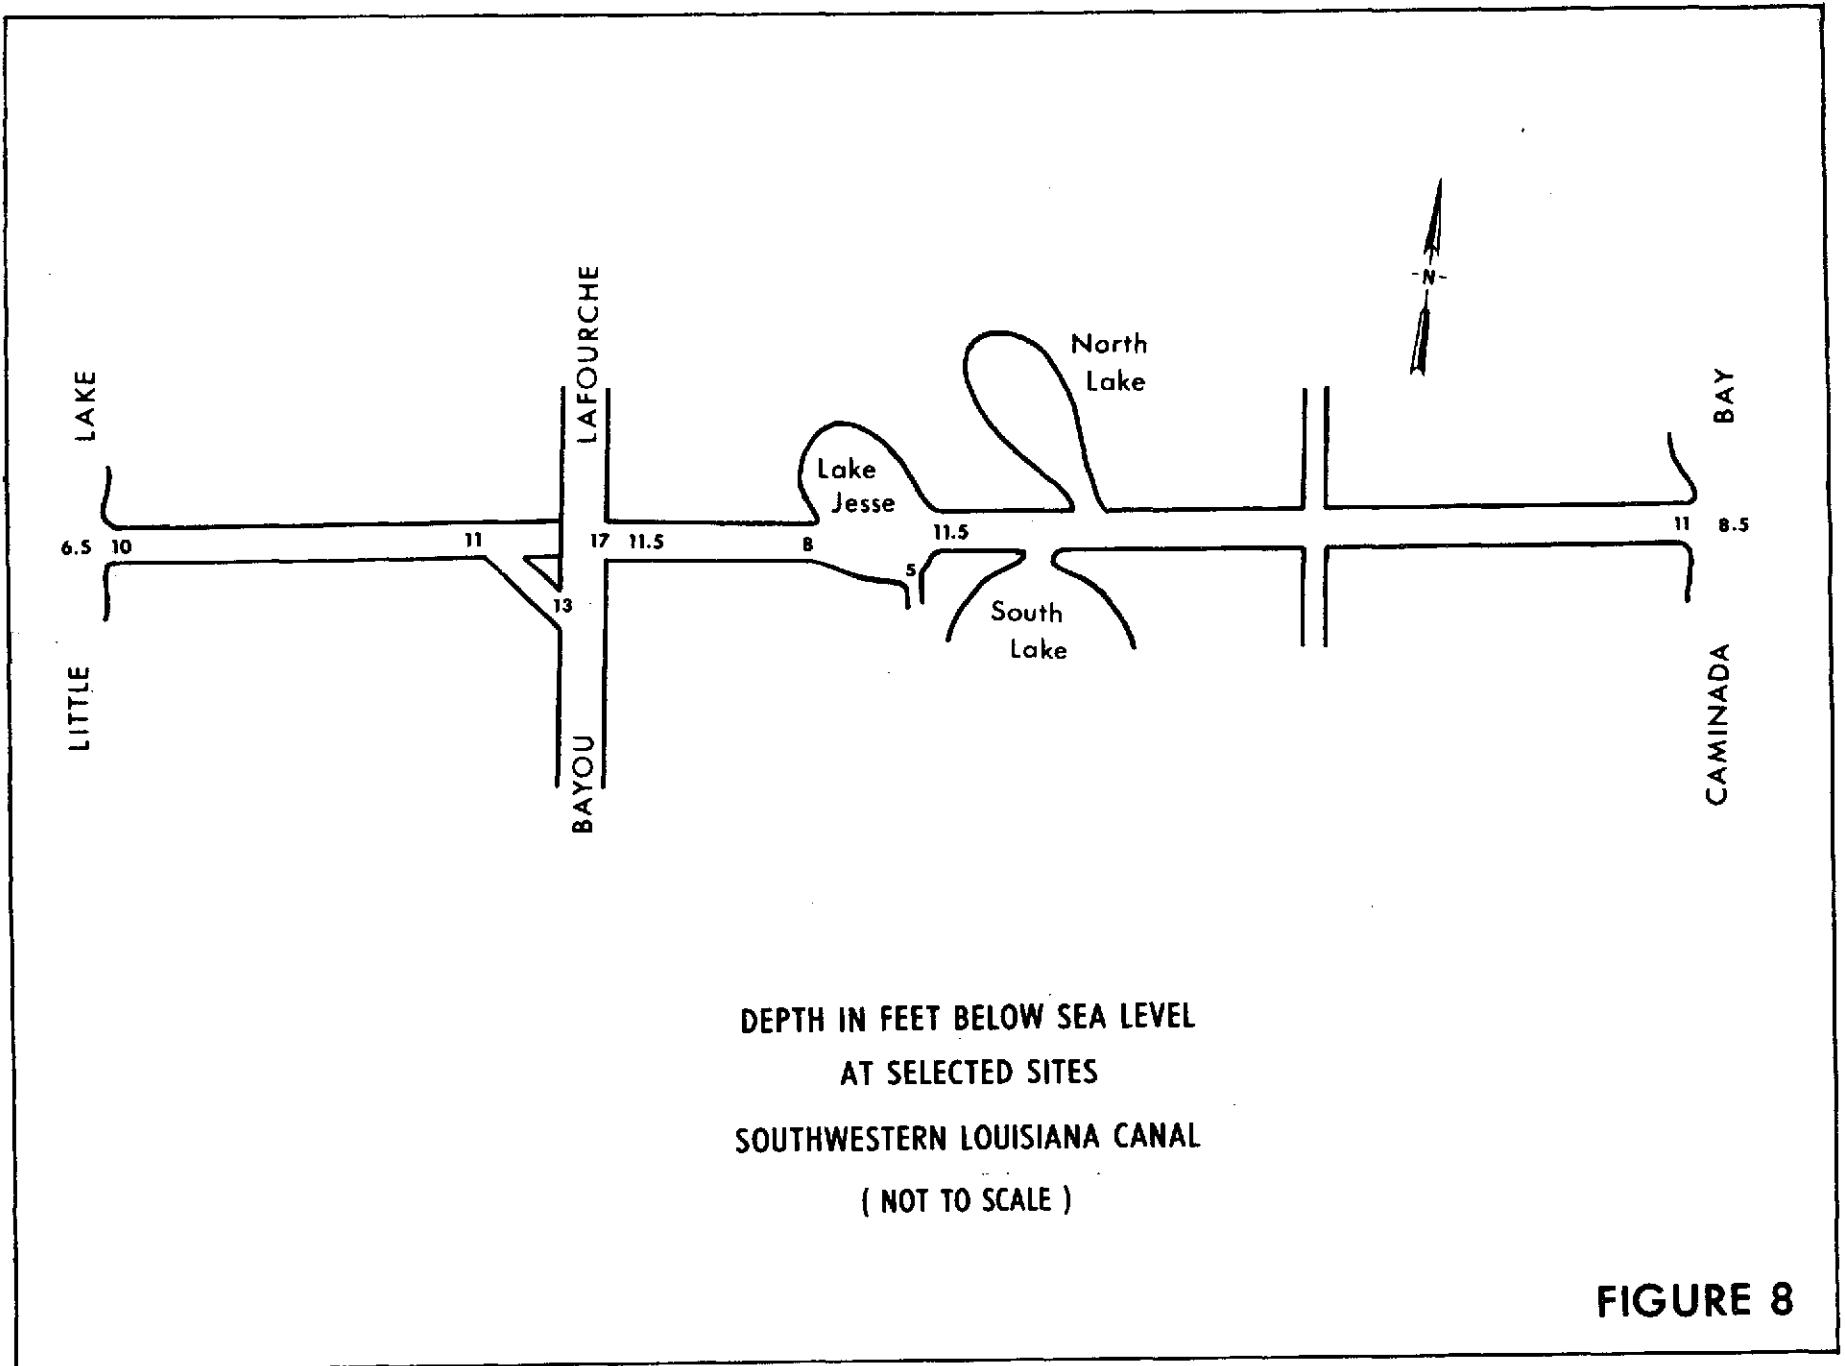 LITTLE LAKE
BAYOU LAFOURCHE
North
Lake
-N-
BAY
CAMINADA
Lake
Jesse
6.5 10 11 17 11.5 8 11.5 11 8.5
13 5
South
Lake
DEPTH IN FEET BELOW SEA LEVEL
AT SELECTED SITES
SOUTHWESTERN LOUISIANA CANAL
( NOT TO SCALE )
FIGURE 8